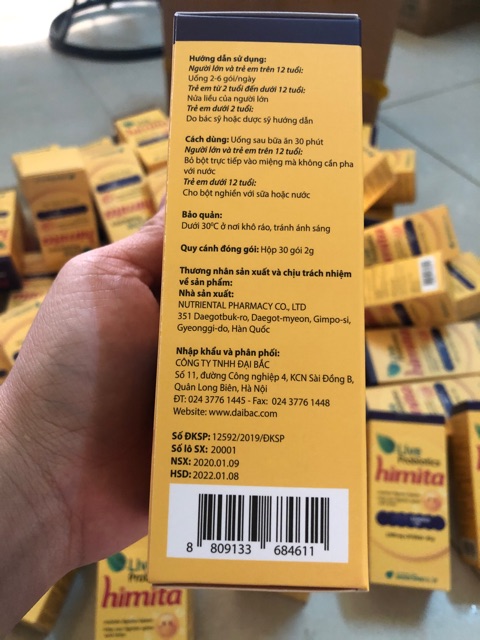 Hướng dẫn sử dụng:
Người lớn và trẻ em trên 12 tuổi:
Uống 2-6 gói/ngày
Trẻ em từ 2 tuổi đến dưới 12 tuổi:
Nửa liều của người lớn
Trẻ em dưới 2 tuổi:
Do bác sỹ hoặc dược sỹ hướng dẫn
Cách dùng: Uống sau bữa ăn 30 phút
Người lớn và trẻ em trên 12 tuổi:
Bỏ bột trực tiếp vào miệng mà không cần pha
với nước
Trẻ em dưới 12 tuổi:
Cho bột nghiền với sữa hoặc nước
Bảo quản:
Dưới 30⁰C ở nơi khô ráo, tránh ánh sáng
Quy cánh đóng gói: Hộp 30 gói 2g
Thương nhân sản xuất và chịu trách nhiệm
về sản phẩm:
Nhà sản xuất:
NUTRIENTAL PHARMACY CO., LTD
351 Daegotbuk-ro, Daegot-myeon, Gimpo-si,
Gyeonggi-do, Hàn Quốc
Nhập khẩu và phân phối:
CÔNG TY TNHH ĐẠI BẮC
Số 11, đường Công nghiệp 4, KCN Sài Đồng B,
Quận Long Biên, Hà Nội
ĐT: 024 3776 1445 - Fax: 024 3776 1448
Website: www.daibac.com
Số ĐKSP: 12592/2019/ĐKSP
Số lô SX: 20001
NSX: 2020.01.09
HSD: 2022.01.08
8 809133 684611
Live
Probiotics
himita
Live
himita
himita